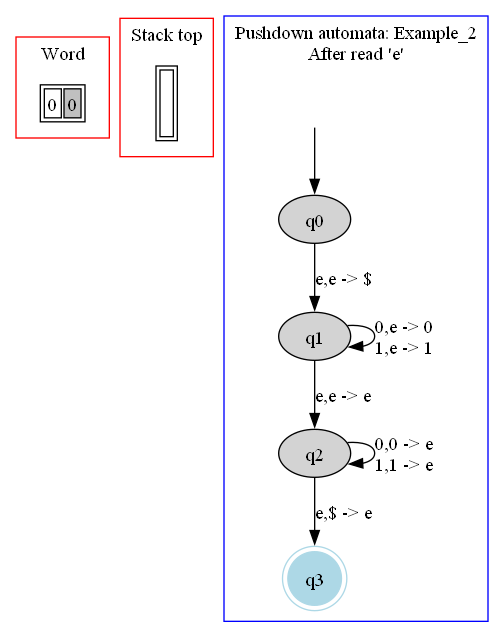 Word
0 0
Stack top
Pushdown automata: Example_2
After read 'e'
q0
e,e -> $
q1
0,e -> 0
1,e -> 1
e,e -> e
q2
0,0 -> e
1,1 -> e
e,$ -> e
q3